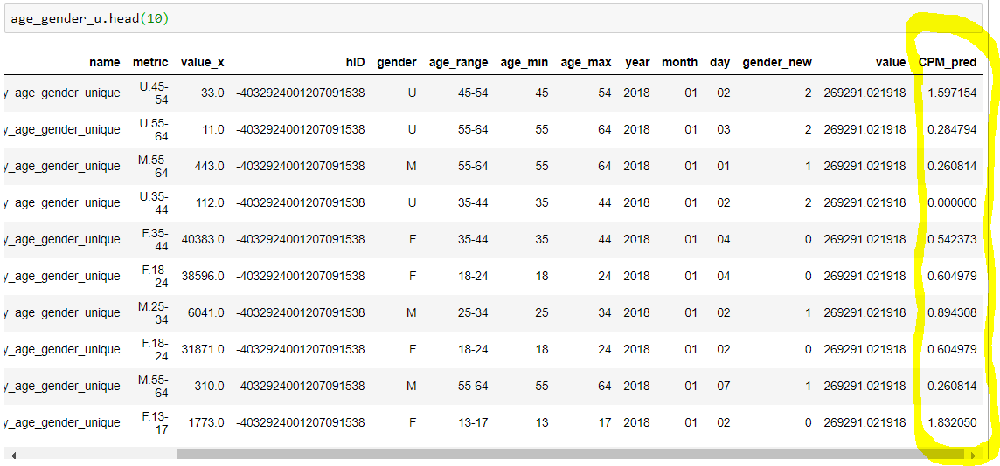 age_gender_u.head(10)
name metric value_x hID gender age_range age_min age_max year month day gender_new value CPM_pred
y_age_gender_unique U.45-54 33.0 -4032924001207091538 U 45-54 45 54 2018 01 02 2 269291.021918 1.597154
y_age_gender_unique U.55-64 11.0 -4032924001207091538 U 55-64 55 64 2018 01 03 2 269291.021918 0.284794
y_age_gender_unique M.55-64 443.0 -4032924001207091538 M 55-64 55 64 2018 01 01 1 269291.021918 0.260814
y_age_gender_unique U.35-44 112.0 -4032924001207091538 U 35-44 35 44 2018 01 02 2 269291.021918 0.000000
y_age_gender_unique F.35-44 40383.0 -4032924001207091538 F 35-44 35 44 2018 01 04 0 269291.021918 0.542373
y_age_gender_unique F.18-24 38596.0 -4032924001207091538 F 18-24 18 24 2018 01 04 0 269291.021918 0.604979
y_age_gender_unique M.25-34 6041.0 -4032924001207091538 M 25-34 25 34 2018 01 02 1 269291.021918 0.894308
y_age_gender_unique F.18-24 31871.0 -4032924001207091538 F 18-24 18 24 2018 01 02 0 269291.021918 0.604979
y_age_gender_unique M.55-64 310.0 -4032924001207091538 M 55-64 55 64 2018 01 07 1 269291.021918 0.260814
y_age_gender_unique F.13-17 1773.0 -4032924001207091538 F 13-17 13 17 2018 01 02 0 269291.021918 1.832050